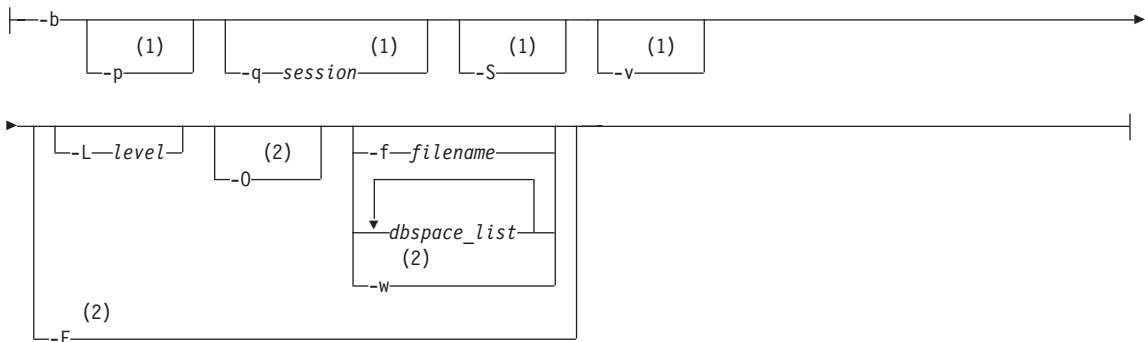 -b
(1) (1) (1) (1)
-p -q session -S -v
-L level (2) -f filename
-O
dbspace_list
(2)
-w
(2)
-F